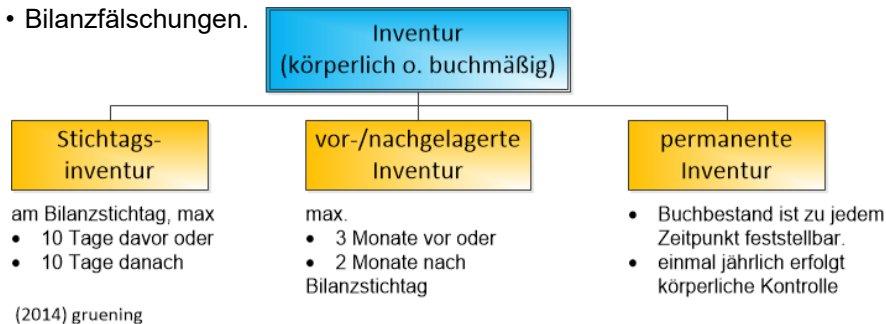 • Bilanzfälschungen.
Inventur
(körperlich o. buchmäßig)
Stichtags-
inventur
am Bilanzstichtag, max
• 10 Tage davor oder
• 10 Tage danach
vor-/nachgelagerte
Inventur
max.
• 3 Monate vor oder
• 2 Monate nach
Bilanzstichtag
permanente
Inventur
• Buchbestand ist zu jedem
Zeitpunkt feststellbar.
• einmal jährlich erfolgt
körperliche Kontrolle
(2014) gruening